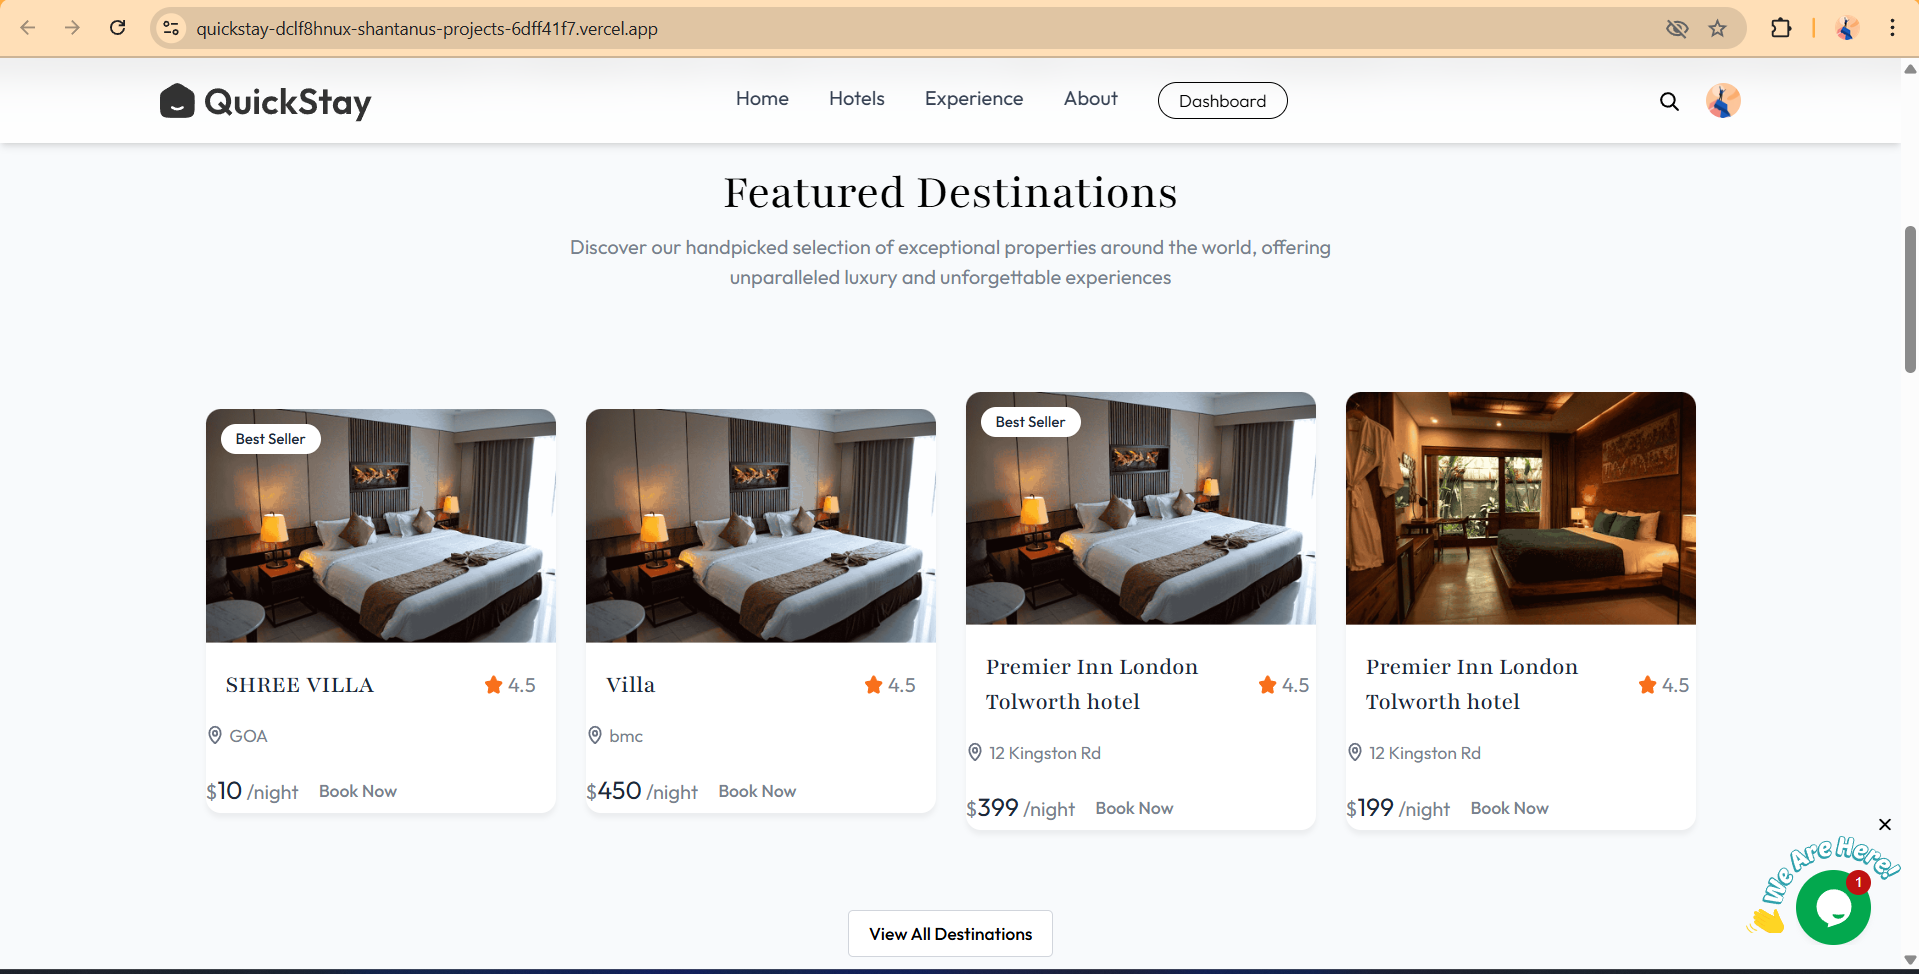 quickstay-dclf8hnux-shantanus-projects-6dff41f7.vercel.app
QuickStay
Home
Hotels
Experience
About
Dashboard
Featured Destinations
Discover our handpicked selection of exceptional properties around the world, offering
unparalleled luxury and unforgettable experiences
Best Seller
SHREE VILLA
4.5
GOA
$10 /night
Book Now
Villa
4.5
bmc
$450 /night
Book Now
Best Seller
Premier Inn London
Tolworth hotel
4.5
12 Kingston Rd
$399 /night
Book Now
Premier Inn London
Tolworth hotel
4.5
12 Kingston Rd
$199 /night
Book Now
View All Destinations
We Are Here!
1